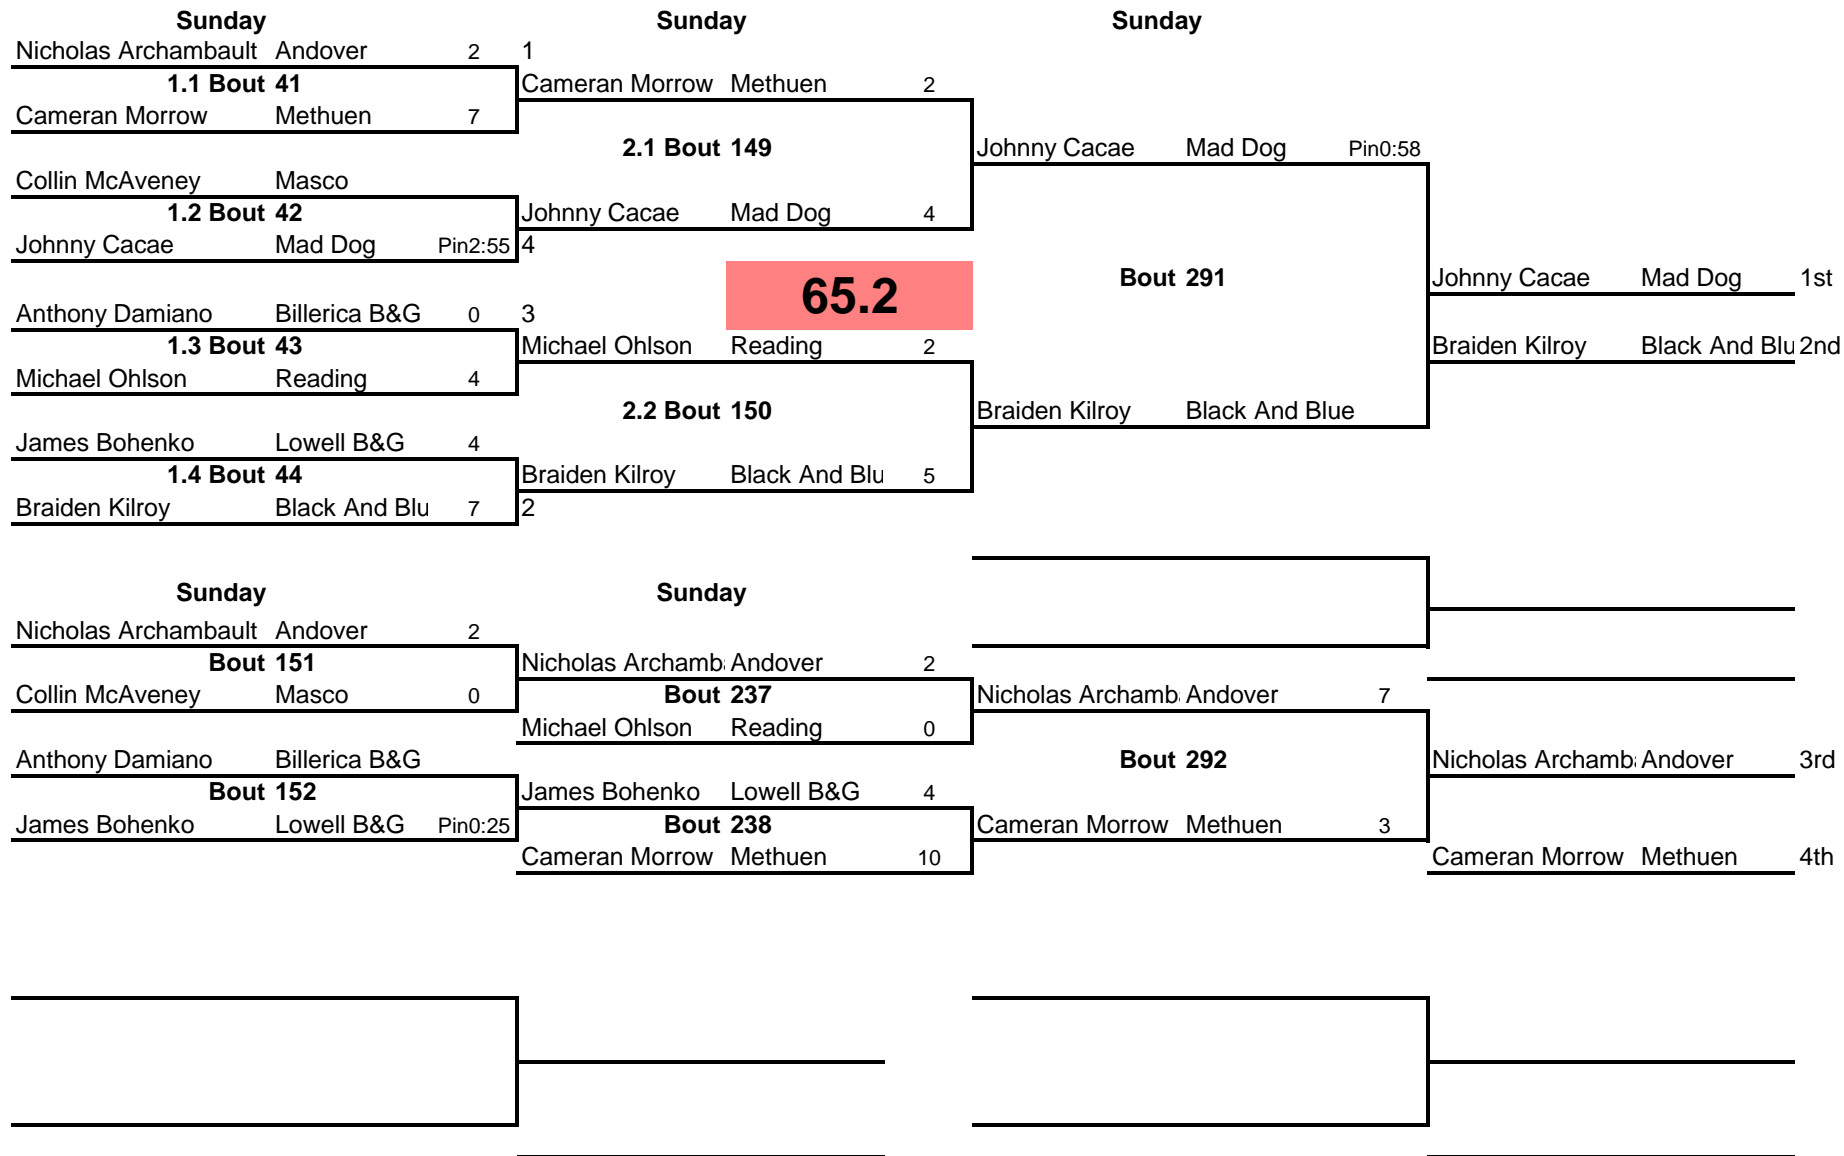 Sunday Sunday Sunday
Nicholas Archambault Andover 2 1
1.1 Bout 41 Cameran Morrow Methuen 2
Cameran Morrow Methuen 7
2.1 Bout 149 Johnny Cacae Mad Dog Pin0:58
Collin McAveney Masco
1.2 Bout 42 Johnny Cacae Mad Dog 4
Johnny Cacae Mad Dog Pin2:55 4
65.2 Bout 291 Johnny Cacae Mad Dog 1st
Anthony Damiano Billerica B&G 0 3
1.3 Bout 43 Michael Ohlson Reading 2 Braiden Kilroy Black And Blu 2nd
Michael Ohlson Reading 4
2.2 Bout 150 Braiden Kilroy Black And Blue
James Bohenko Lowell B&G 4
1.4 Bout 44 Braiden Kilroy Black And Blu 5
Braiden Kilroy Black And Blu 7 2
Sunday Sunday
Nicholas Archambault Andover 2
Bout 151 Nicholas Archamb Andover 2
Collin McAveney Masco 0 Bout 237 Nicholas Archamb Andover 7
Michael Ohlson Reading 0
Anthony Damiano Billerica B&G Bout 292 Nicholas Archamb Andover 3rd
Bout 152 James Bohenko Lowell B&G 4
James Bohenko Lowell B&G Pin0:25 Bout 238 Cameran Morrow Methuen 3
Cameran Morrow Methuen 10 Cameran Morrow Methuen 4th